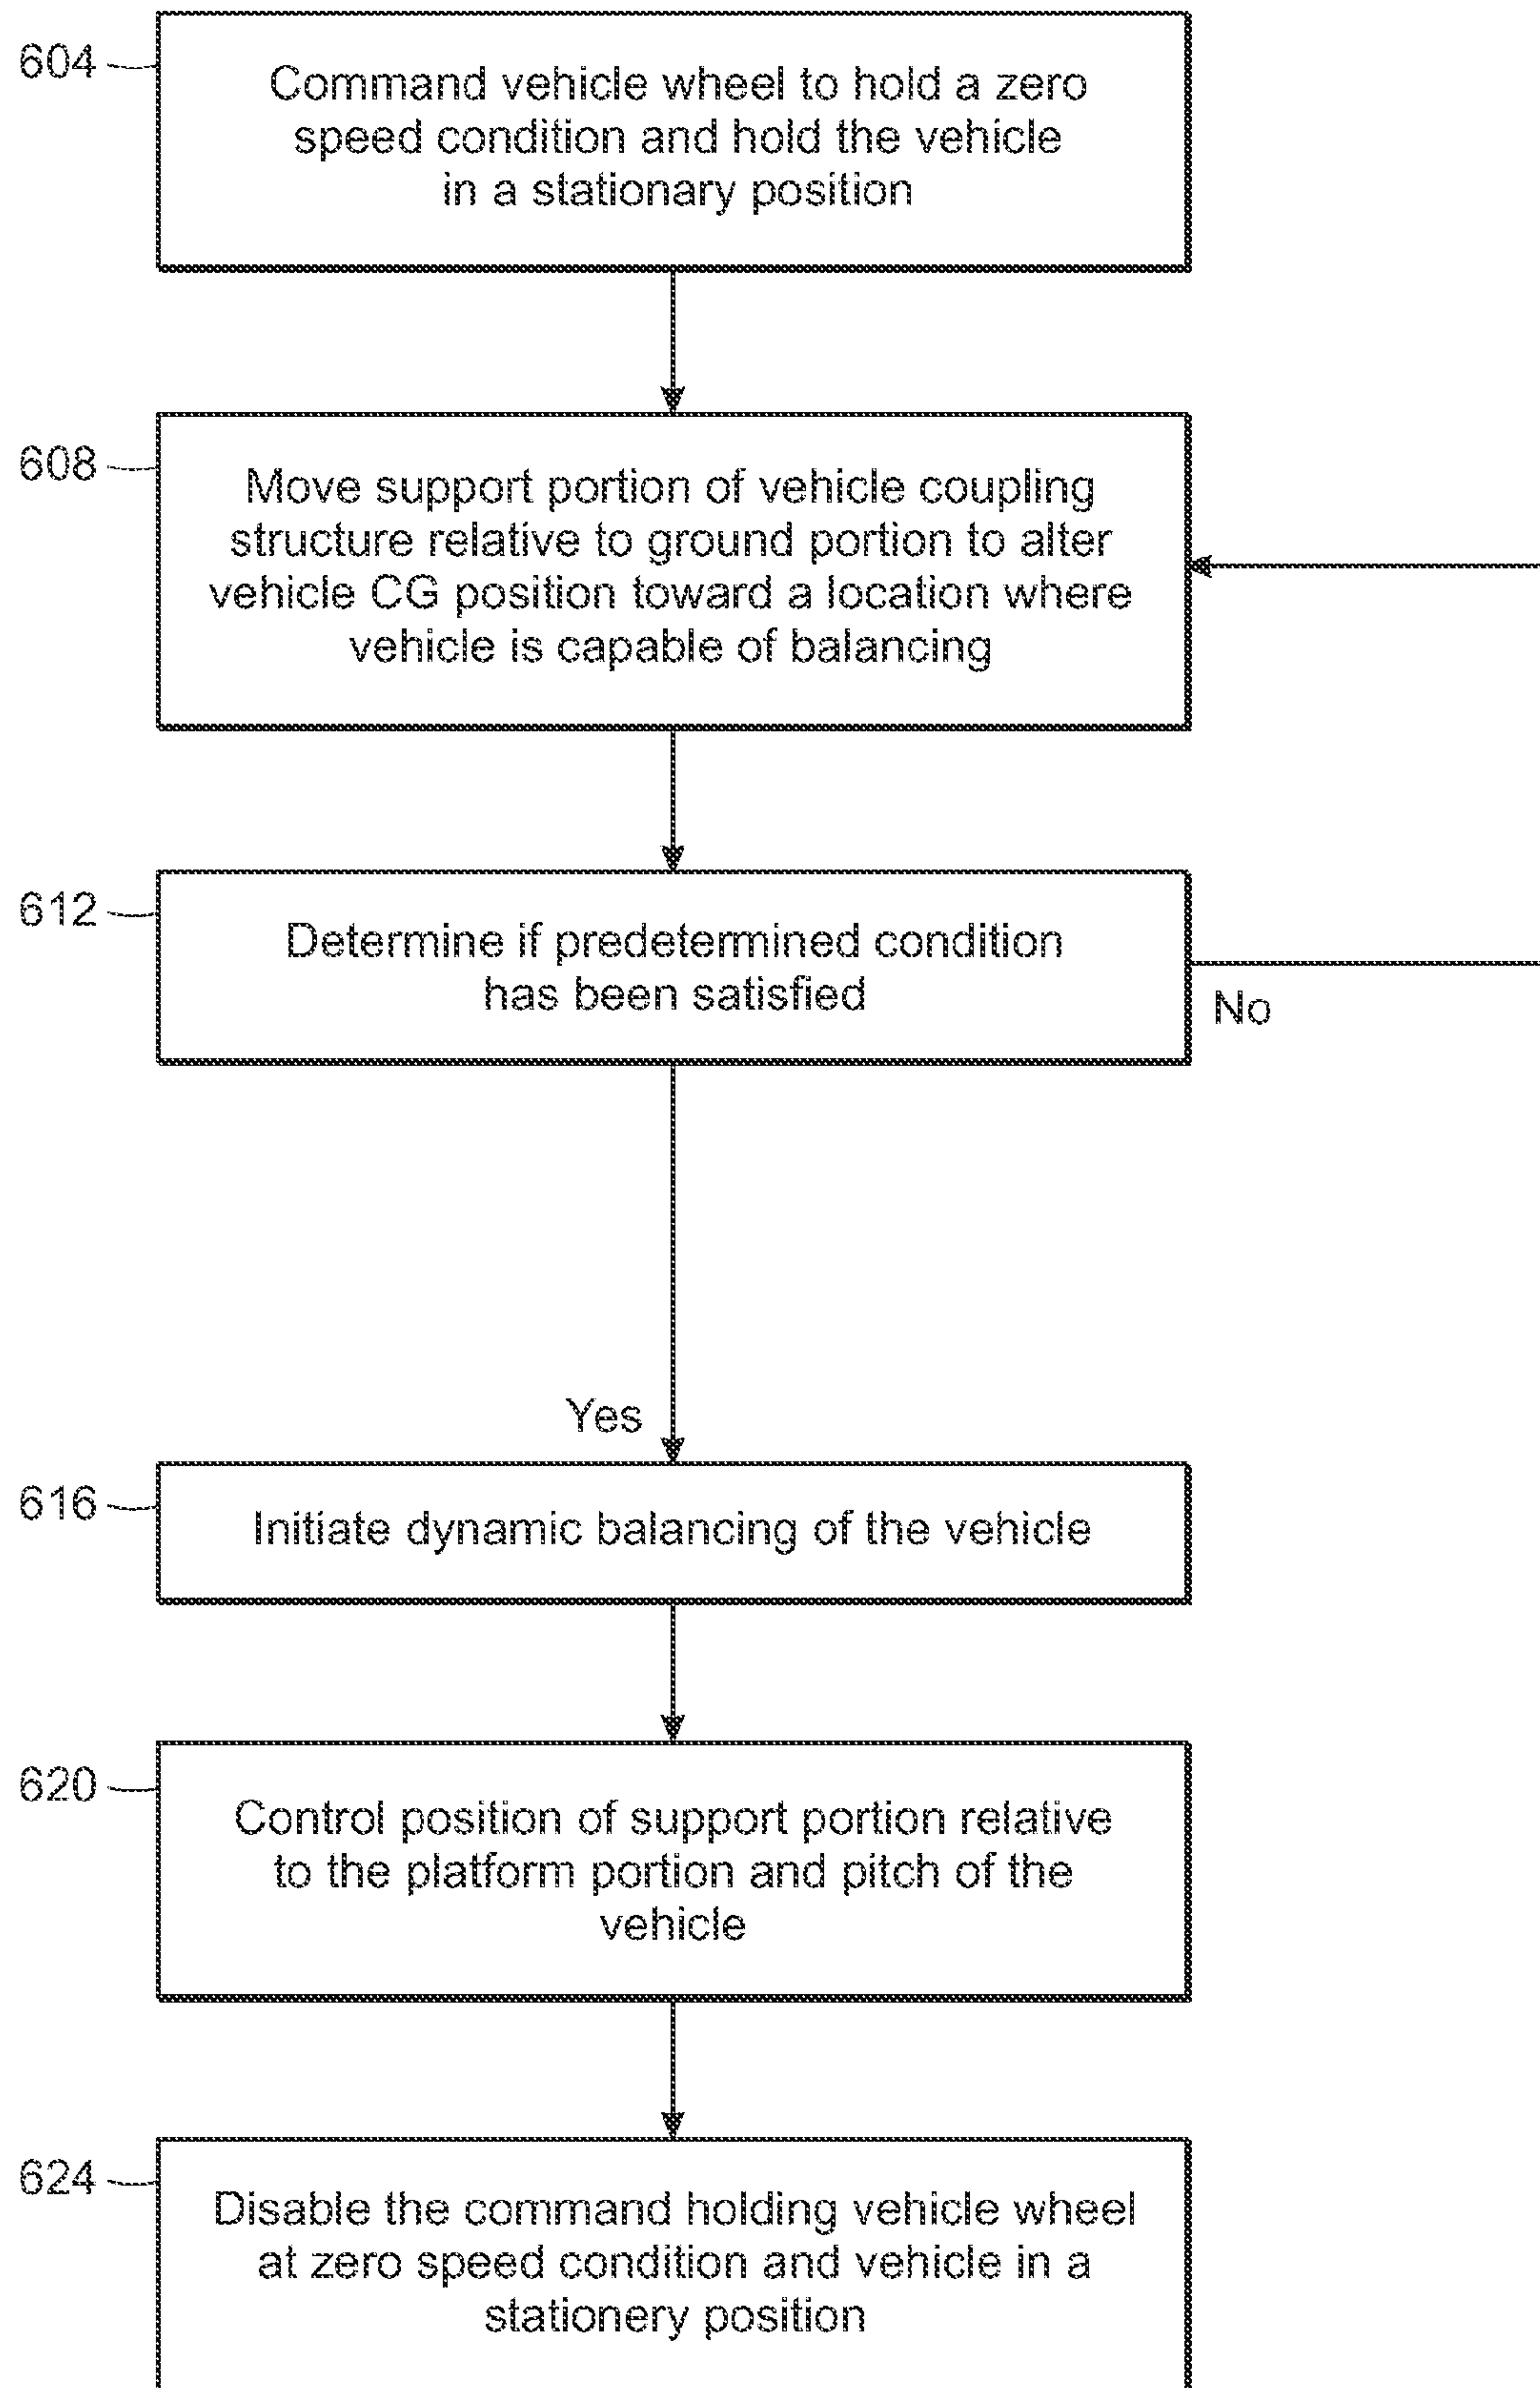 604
Command vehicle wheel to hold a zero
speed condition and hold the vehicle
in a stationary position
608
Move support portion of vehicle coupling
structure relative to ground portion to alter
vehicle CG position toward a location where
vehicle is capable of balancing
612
Determine if predetermined condition
has been satisfied
No
Yes
616
Initiate dynamic balancing of the vehicle
620
Control position of support portion relative
to the platform portion and pitch of the
vehicle
624
Disable the command holding vehicle wheel
at zero speed condition and vehicle in a
stationery position